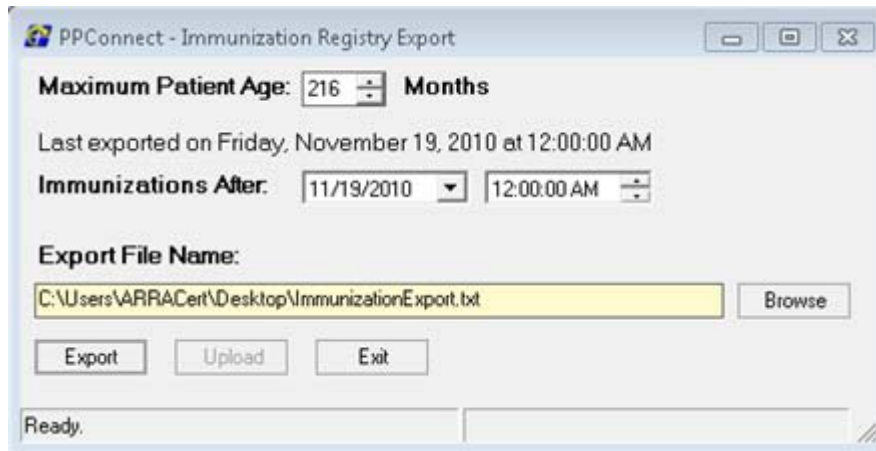 PPConnect - Immunization Registry Export
Maximum Patient Age: 216 Months
Last exported on Friday, November 19, 2010 at 12:00:00 AM
Immunizations After: 11/19/2010 12:00:00 AM
Export File Name:
C:\Users\ARRACert\Desktop\ImmunizationExport.txt Browse
Export Upload Exit
Ready.